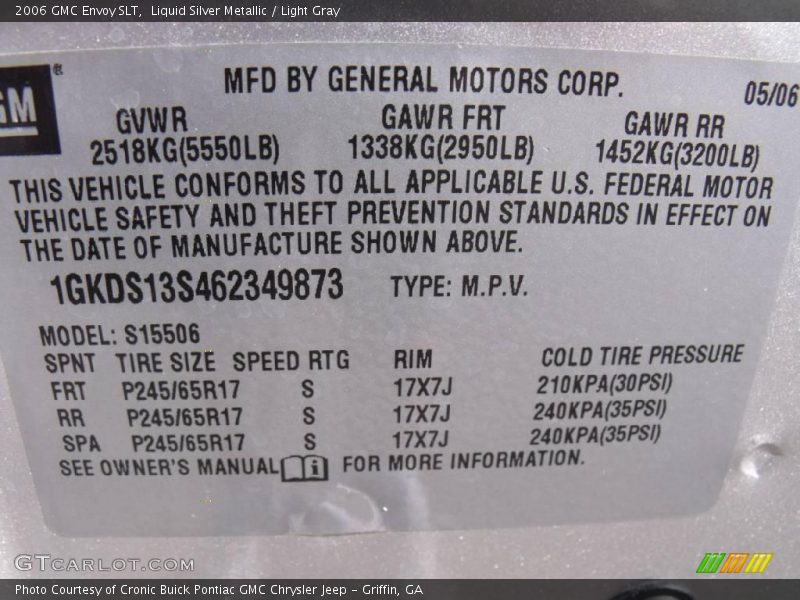 2006 GMC Envoy SLT, Liquid Silver Metallic / Light Gray
GM ®
MFD BY GENERAL MOTORS CORP. 05/06
GVWR GAWR FRT GAWR RR
2518KG(5550LB) 1338KG(2950LB) 1452KG(3200LB)
THIS VEHICLE CONFORMS TO ALL APPLICABLE U.S. FEDERAL MOTOR
VEHICLE SAFETY AND THEFT PREVENTION STANDARDS IN EFFECT ON
THE DATE OF MANUFACTURE SHOWN ABOVE.
1GKDS13S462349873 TYPE: M.P.V.
MODEL: S15506
SPNT TIRE SIZE SPEED RTG RIM COLD TIRE PRESSURE
FRT P245/65R17 S 17X7J 210KPA(30PSI)
RR P245/65R17 S 17X7J 240KPA(35PSI)
SPA P245/65R17 S 17X7J 240KPA(35PSI)
SEE OWNER'S MANUAL i FOR MORE INFORMATION.
GTCARLOT.COM
Photo Courtesy of Cronic Buick Pontiac GMC Chrysler Jeep - Griffin, GA